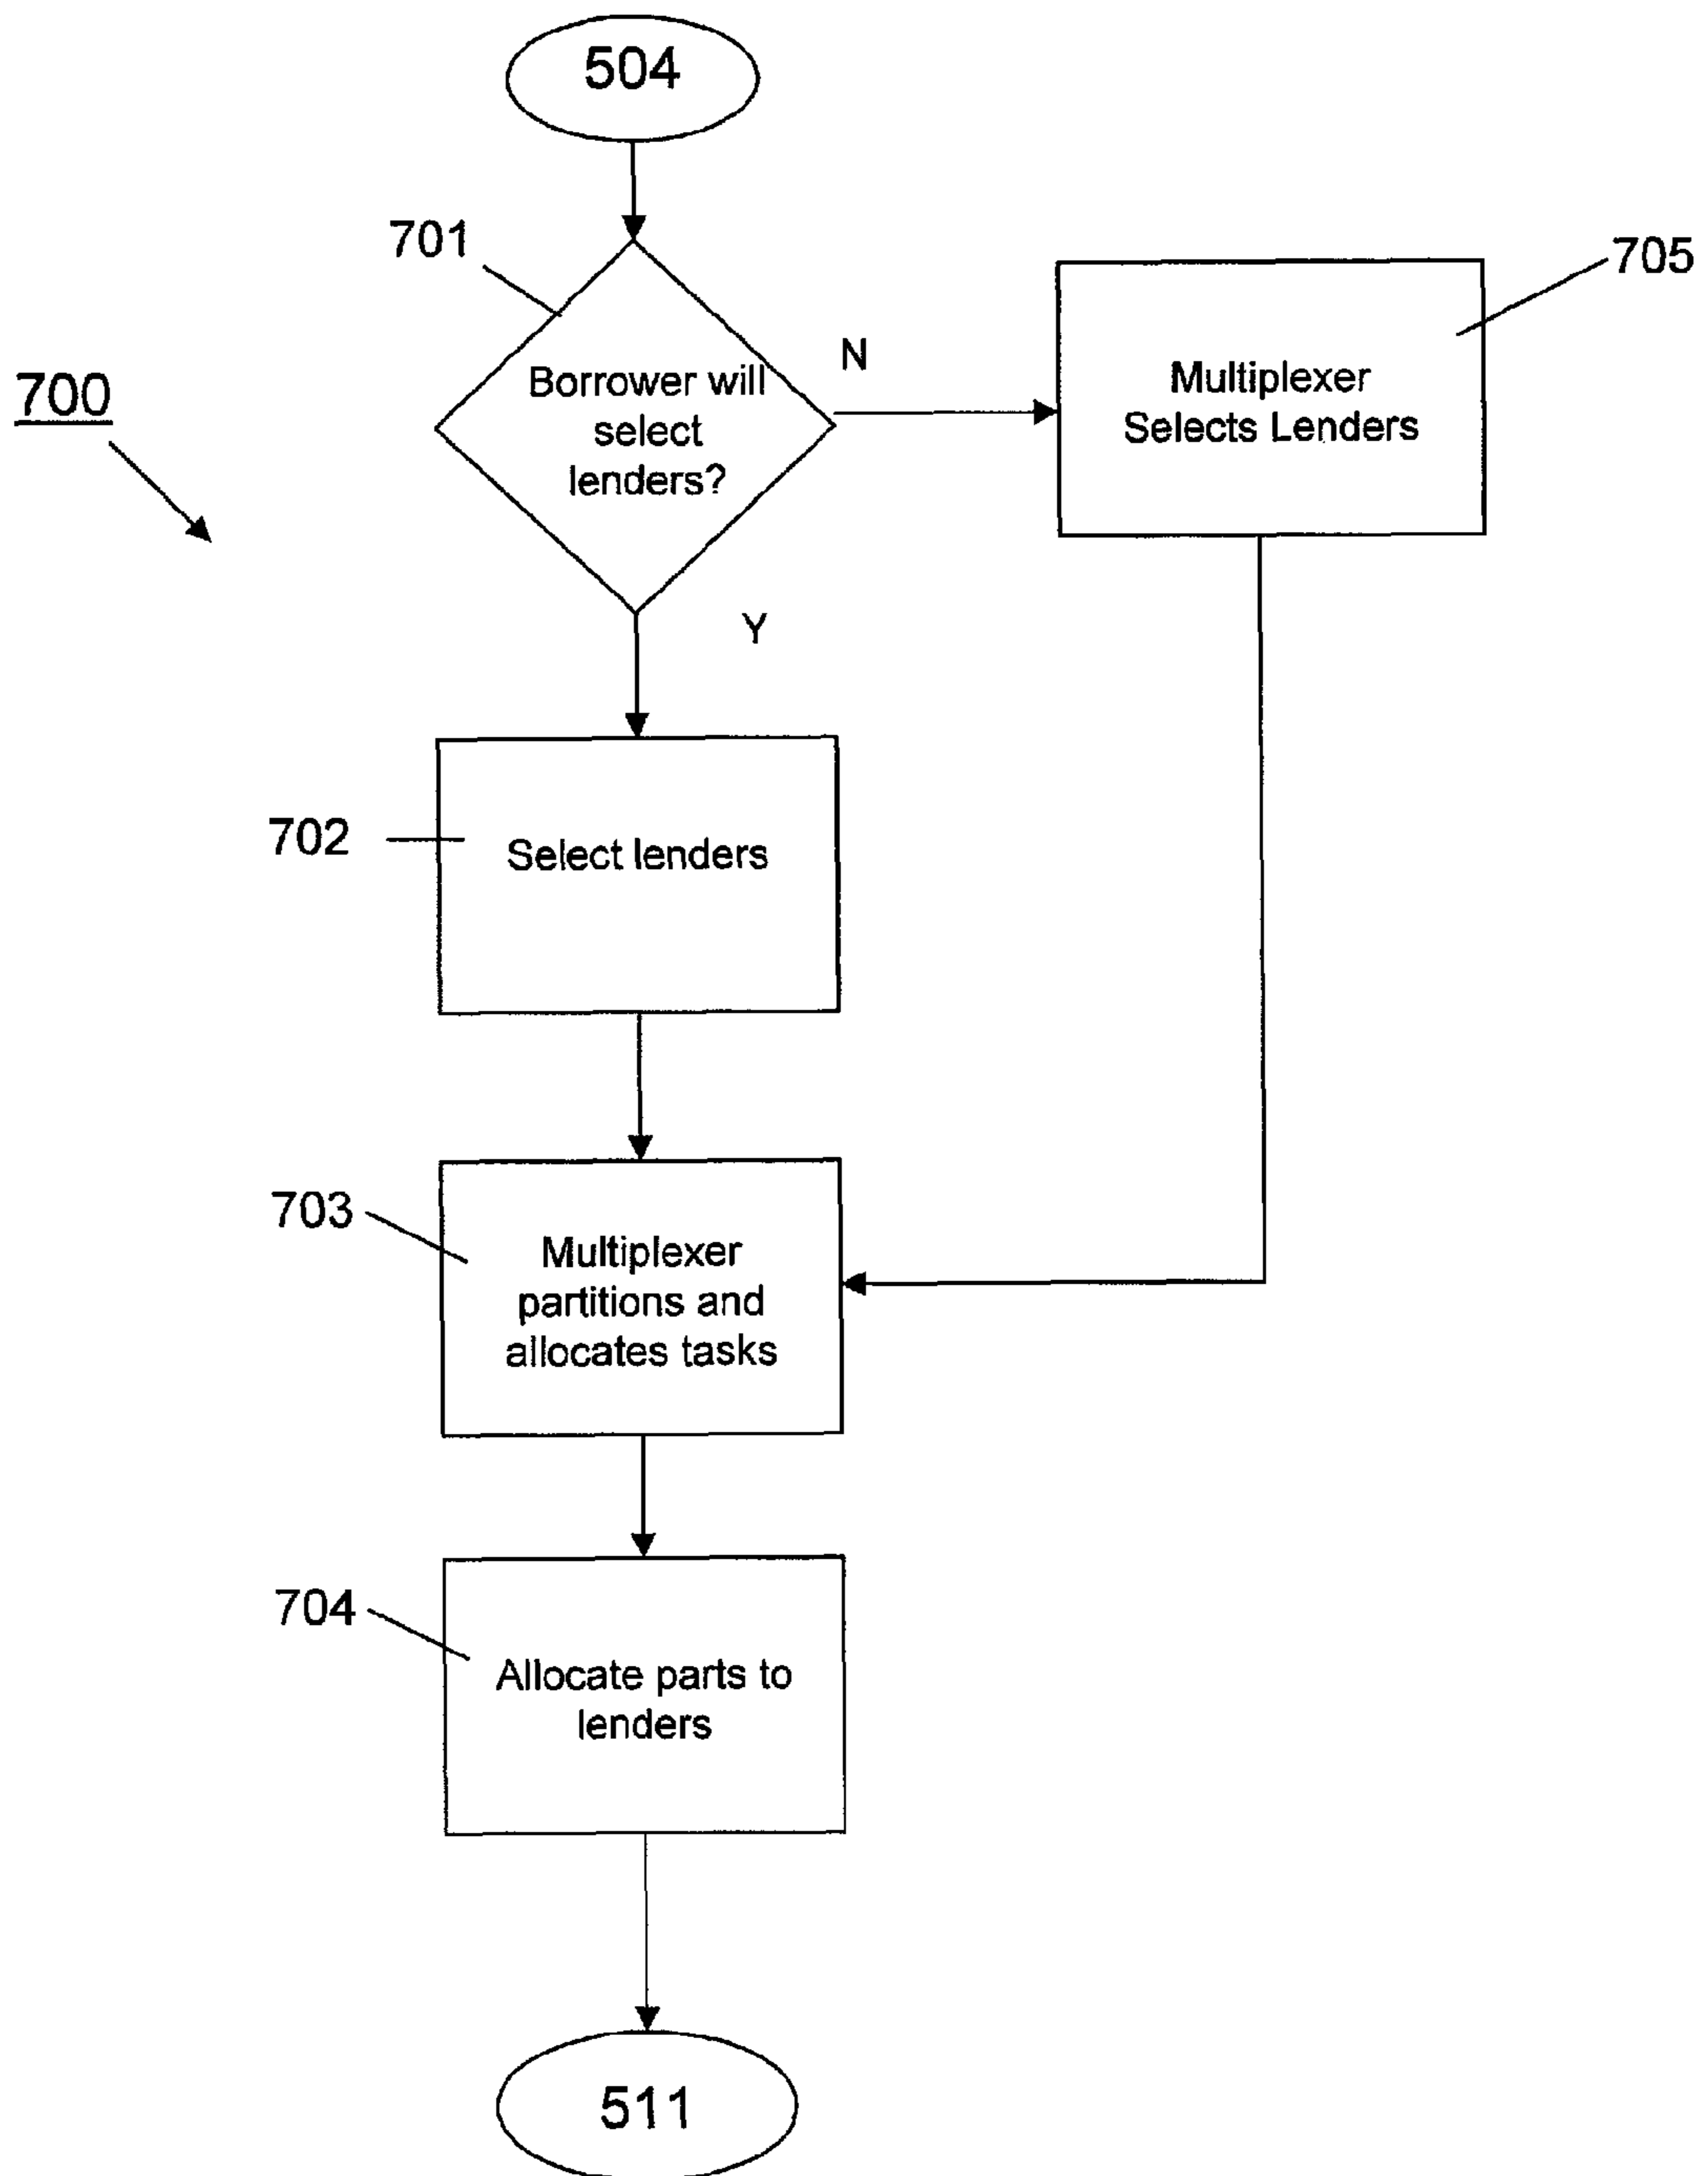 504
701
705
Borrower will
select
lenders?
N
Multiplexer
Selects Lenders
700
Y
702
Select lenders
703
Multiplexer
partitions and
allocates tasks
704
Allocate parts to
lenders
511